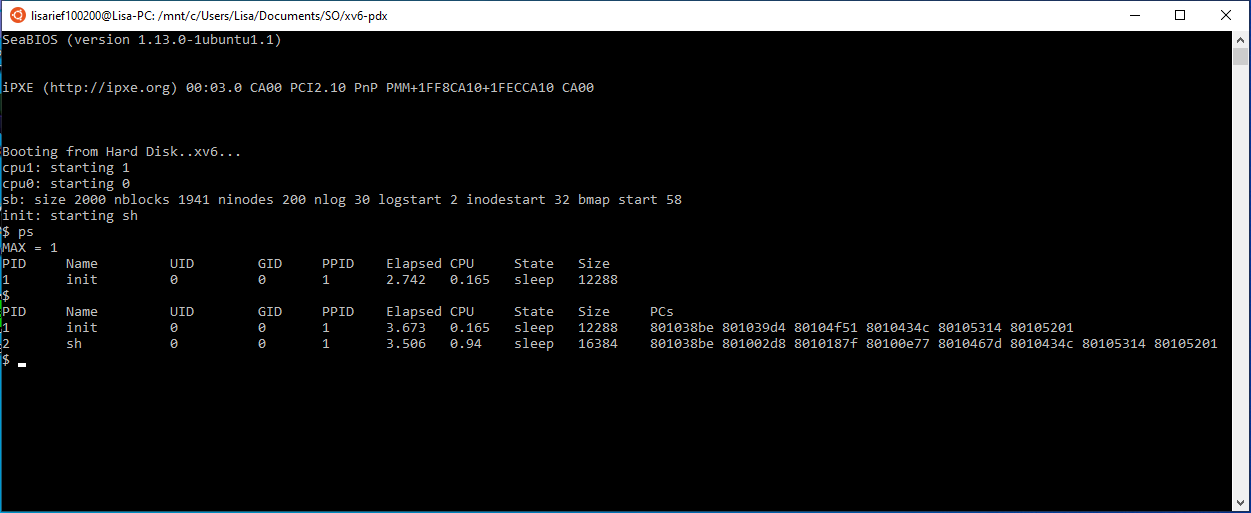 lisarief100200@Lisa-PC: /mnt/c/Users/Lisa/Documents/SO/xv6-pdx
SeaBIOS (version 1.13.0-1ubuntu1.1)
iPXE (http://ipxe.org) 00:03.0 CA00 PCI2.10 PnP PMM+1FF8CA10+1FECCA10 CA00
Booting from Hard Disk..xv6...
cpu1: starting 1
cpu0: starting 0
sb: size 2000 nblocks 1941 ninodes 200 nlog 30 logstart 2 inodestart 32 bmap start 58
init: starting sh
$ ps
MAX = 1
PID Name UID GID PPID Elapsed CPU State Size
1 init 0 0 1 2.742 0.165 sleep 12288
$
PID Name UID GID PPID Elapsed CPU State Size PCs
1 init 0 0 1 3.673 0.165 sleep 12288 801038be 801039d4 80104f51 8010434c 80105314 80105201
2 sh 0 0 1 3.506 0.94 sleep 16384 801038be 801002d8 8010187f 80100e77 8010467d 8010434c 80105314 80105201
$